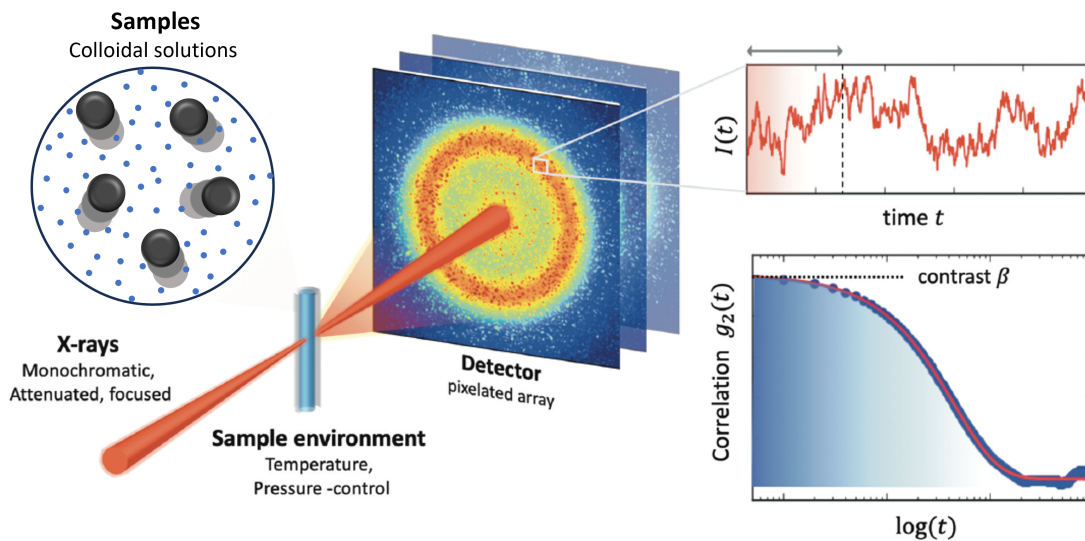 Samples
Colloidal solutions
X-rays
Monochromatic,
Attenuated, focused
Sample environment
Temperature,
Pressure -control
Detector
pixelated array
I(t)
time t
contrast β
Correlation g₂(t)
log(t)